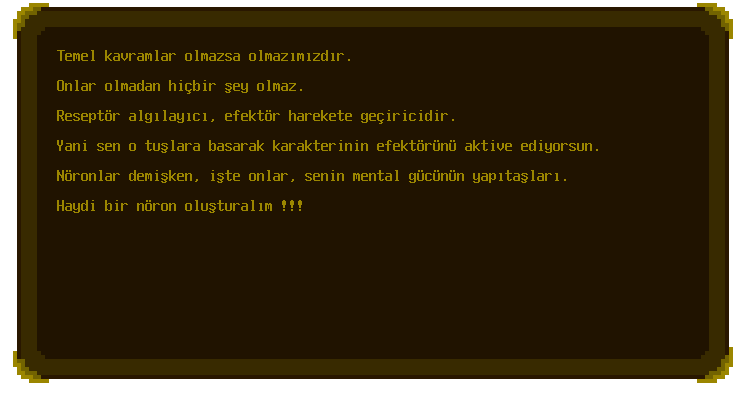 Temel kavramlar olmazsa olmazımızdır.
Onlar olmadan hiçbir şey olmaz.
Reseptör algılayıcı, efektör harekete geçiricidir.
Yani sen o tuşlara basarak karakterinin efektörünü aktive ediyorsun.
Nöronlar demişken, işte onlar, senin mental gücünün yapıtaşları.
Haydi bir nöron oluşturalım !!!